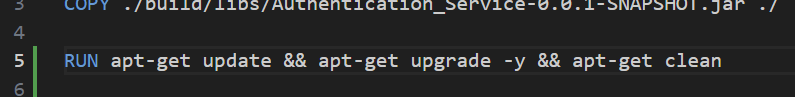 3 COPY ./build/libs/Authentication_Service-0.0.1-SNAPSHOT.jar ./
4
5 RUN apt-get update && apt-get upgrade -y && apt-get clean
6